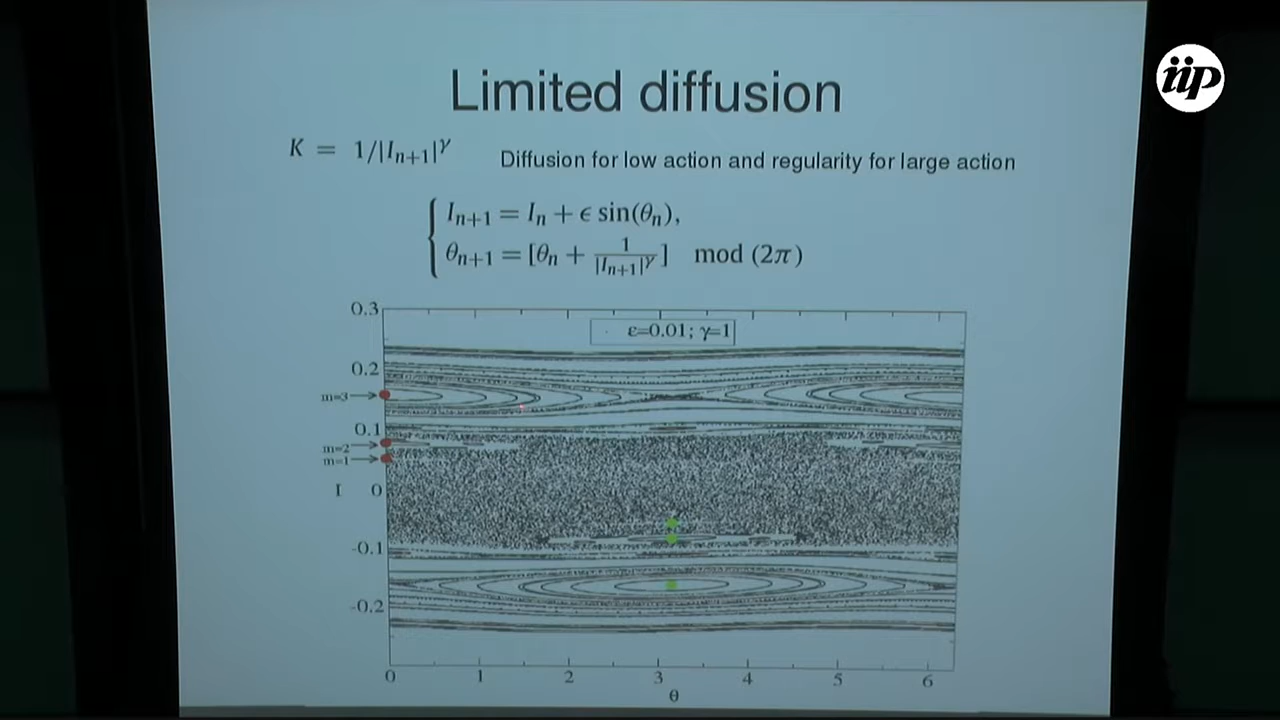 iip
Limited diffusion
K = 1/|I_{n+1}|^γ
Diffusion for low action and regularity for large action
I_{n+1} = I_n + ϵ sin(θ_n),
θ_{n+1} = [θ_n + 1/|I_{n+1}|^γ] mod (2π)
0.3
ε=0.01; γ=1
0.2
m=3
0.1
m=2
m=1
I 0
-0.1
-0.2
0 1 2 3 4 5 6
θ